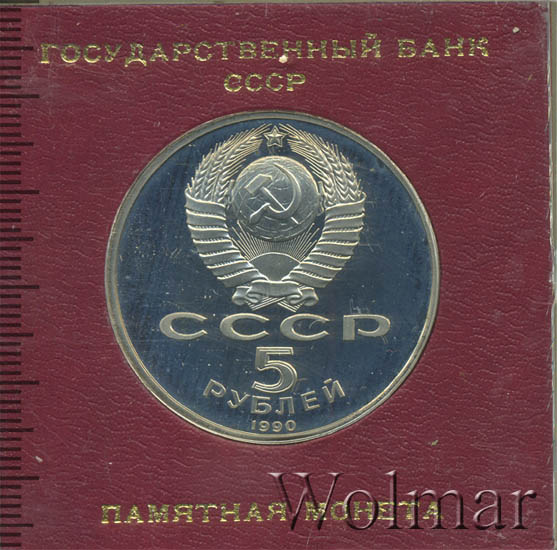 ГОСУДАРСТВЕННЫЙ БАНК
СССР
СССР
5
РУБЛЕЙ
1990
ПАМЯТНАЯ МОНЕТА
Wolmar